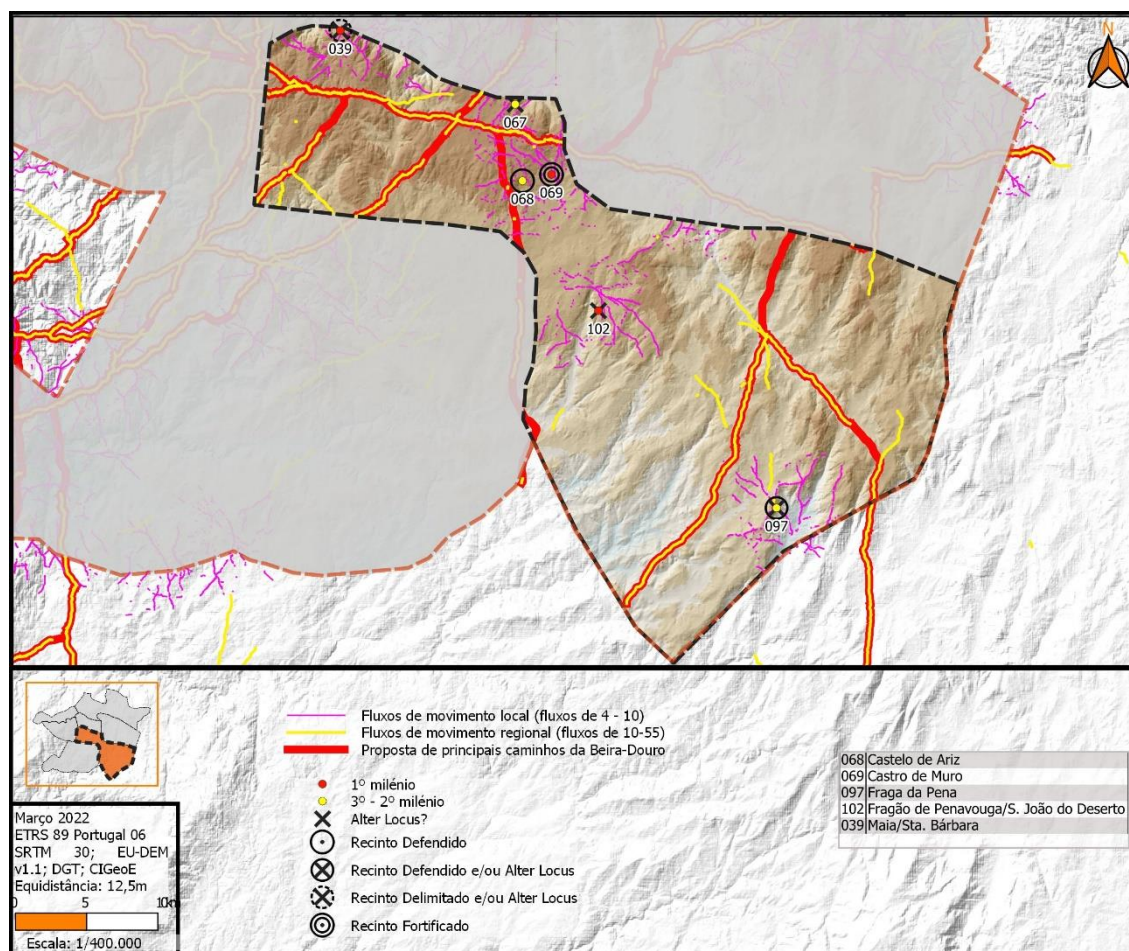 N
039
067
068
069
102
097
Fluxos de movimento local (fluxos de 4 - 10)
Fluxos de movimento regional (fluxos de 10-55)
Proposta de principais caminhos da Beira-Douro
1º milénio
3º - 2º milénio
Alter Locus?
Recinto Defendido
Recinto Defendido e/ou Alter Locus
Recinto Delimitado e/ou Alter Locus
Recinto Fortificado
068 Castelo de Ariz
069 Castro de Muro
097 Fraga da Pena
102 Fragão de Penavouga/S. João do Deserto
039 Maia/Sta. Bárbara
Março 2022
ETRS 89 Portugal 06
SRTM 30; EU-DEM
v1.1; DGT; CIGeoE
Equidistância: 12,5m
0 5 10km
Escala: 1/400.000